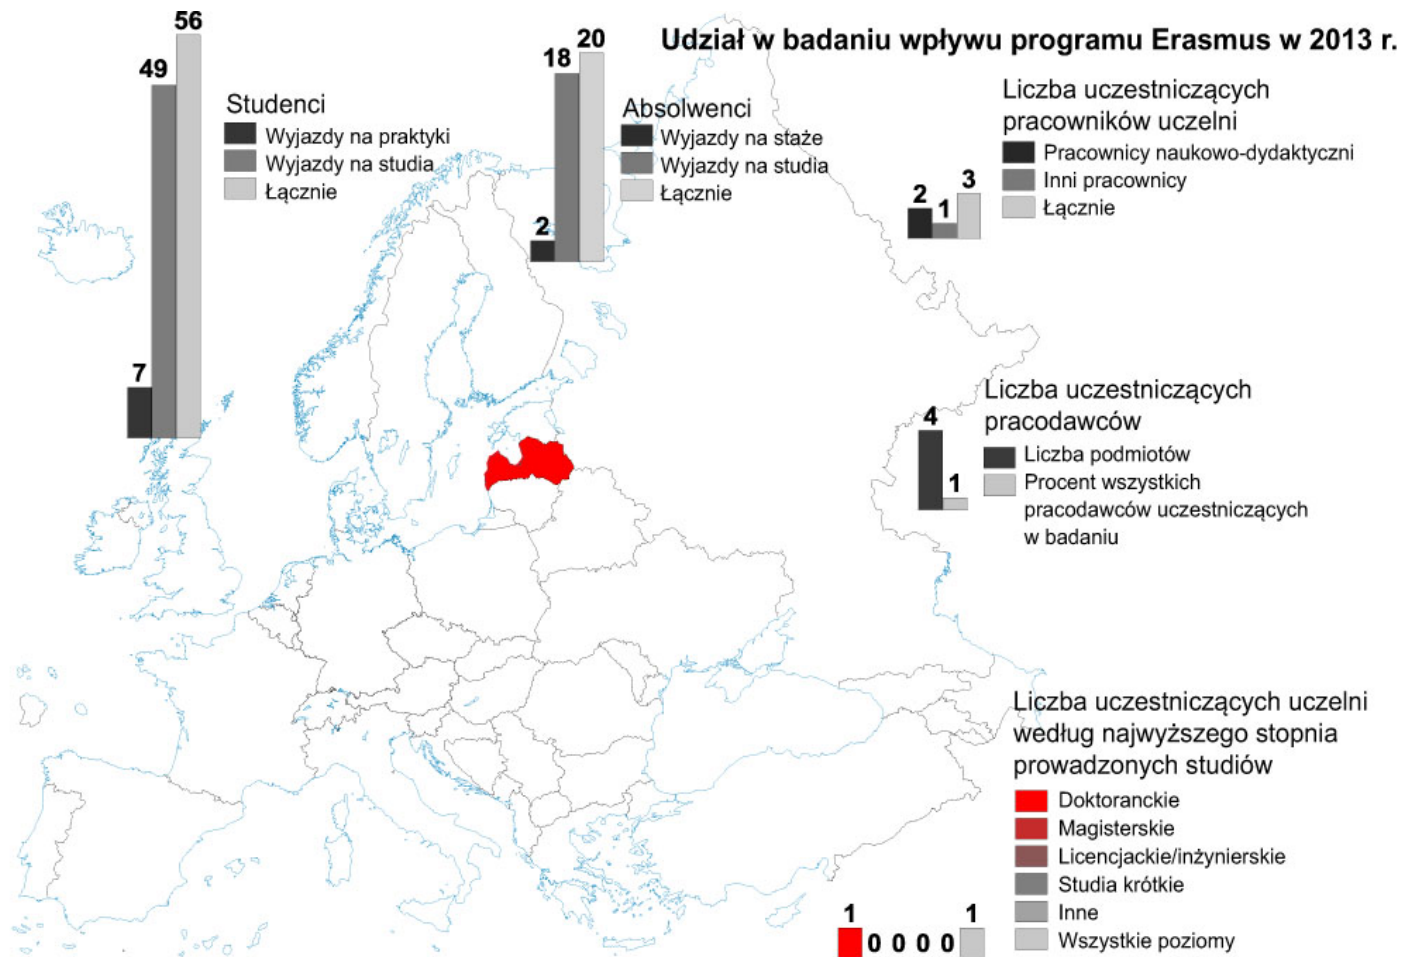 Udział w badaniu wpływu programu Erasmus w 2013 r.
56
49
7
Studenci
Wyjazdy na praktyki
Wyjazdy na studia
Łącznie
20
18
2
Absolwenci
Wyjazdy na staże
Wyjazdy na studia
Łącznie
Liczba uczestniczących
pracowników uczelni
Pracownicy naukowo-dydaktyczni
Inni pracownicy
Łącznie
2
1
3
Liczba uczestniczących
pracodawców
Liczba podmiotów
Procent wszystkich
pracodawców uczestniczących
w badaniu
4
1
Liczba uczestniczących uczelni
według najwyższego stopnia
prowadzonych studiów
Doktoranckie
Magisterskie
Licencjackie/inżynierskie
Studia krótkie
Inne
Wszystkie poziomy
1 0 0 0 0 1